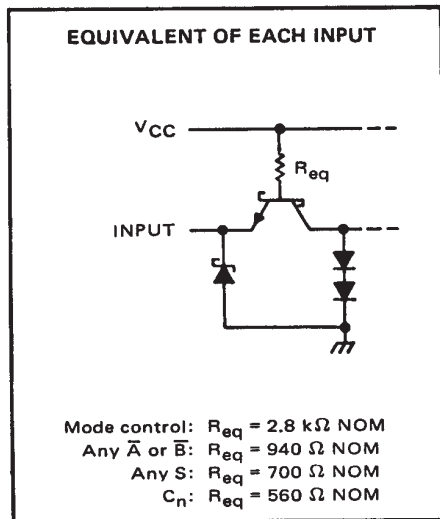 EQUIVALENT OF EACH INPUT
VCC
Req
INPUT
Mode control: Req = 2.8 kΩ NOM
Any A̅ or B̅: Req = 940 Ω NOM
Any S: Req = 700 Ω NOM
Cn: Req = 560 Ω NOM